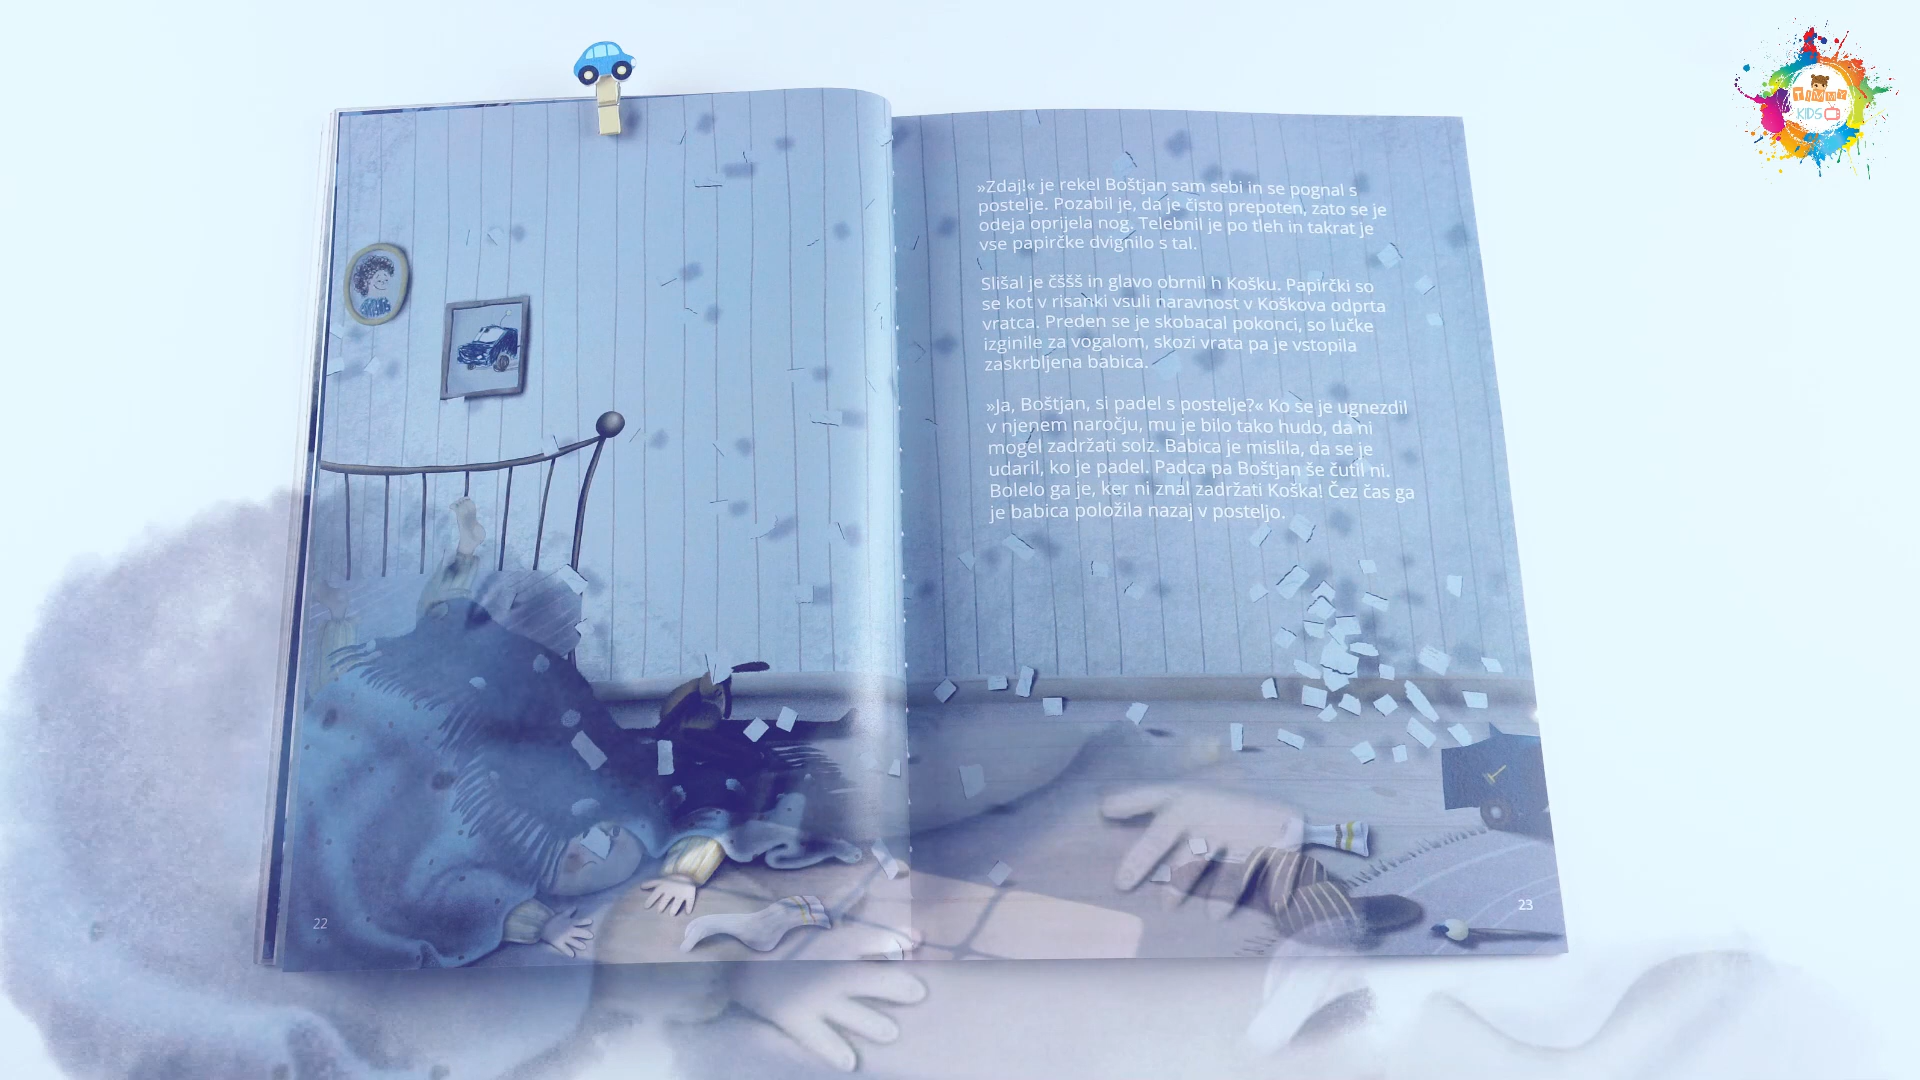 »Zdaj!« je rekel Boštjan sam sebi in se pognal s
postelje. Pozabil je, da je čisto prepoten, zato se je
odeja oprijela nog. Telebnil je po tleh in takrat je
vse papirčke dvignilo s tal.
Slišal je čššš in glavo obrnil h Košku. Papirčki so
se kot v risanki vsuli naravnost v Koškova odprta
vratca. Preden se je skobacal pokonci, so lučke
izginile za vogalom, skozi vrata pa je vstopila
zaskrbljena babica.
»Ja, Boštjan, si padel s postelje?« Ko se je ugnezdil
v njenem naročju, mu je bilo tako hudo, da ni
mogel zadržati solz. Babica je mislila, da se je
udaril, ko je padel. Padca pa Boštjan še čutil ni.
Bolelo ga je, ker ni znal zadržati Koška! Čez čas ga
je babica položila nazaj v posteljo.
22
23
TIMMY
KIDS